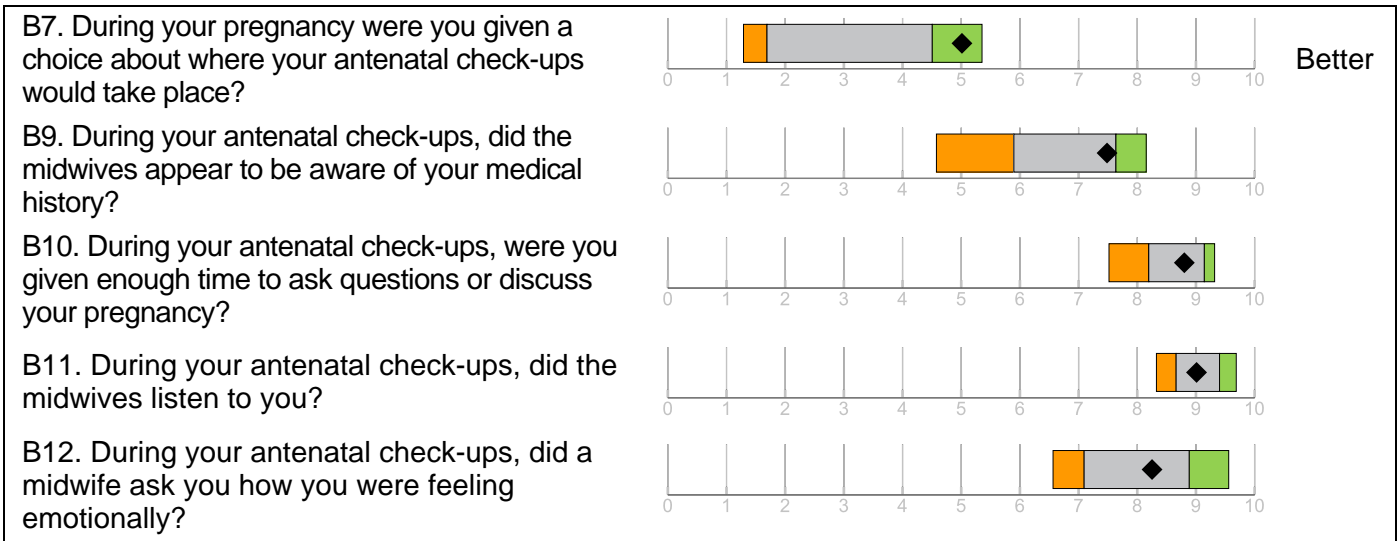 B7. During your pregnancy were you given a
choice about where your antenatal check-ups
would take place?
0 1 2 3 4 5 6 7 8 9 10
Better
B9. During your antenatal check-ups, did the
midwives appear to be aware of your medical
history?
0 1 2 3 4 5 6 7 8 9 10
B10. During your antenatal check-ups, were you
given enough time to ask questions or discuss
your pregnancy?
0 1 2 3 4 5 6 7 8 9 10
B11. During your antenatal check-ups, did the
midwives listen to you?
0 1 2 3 4 5 6 7 8 9 10
B12. During your antenatal check-ups, did a
midwife ask you how you were feeling
emotionally?
0 1 2 3 4 5 6 7 8 9 10